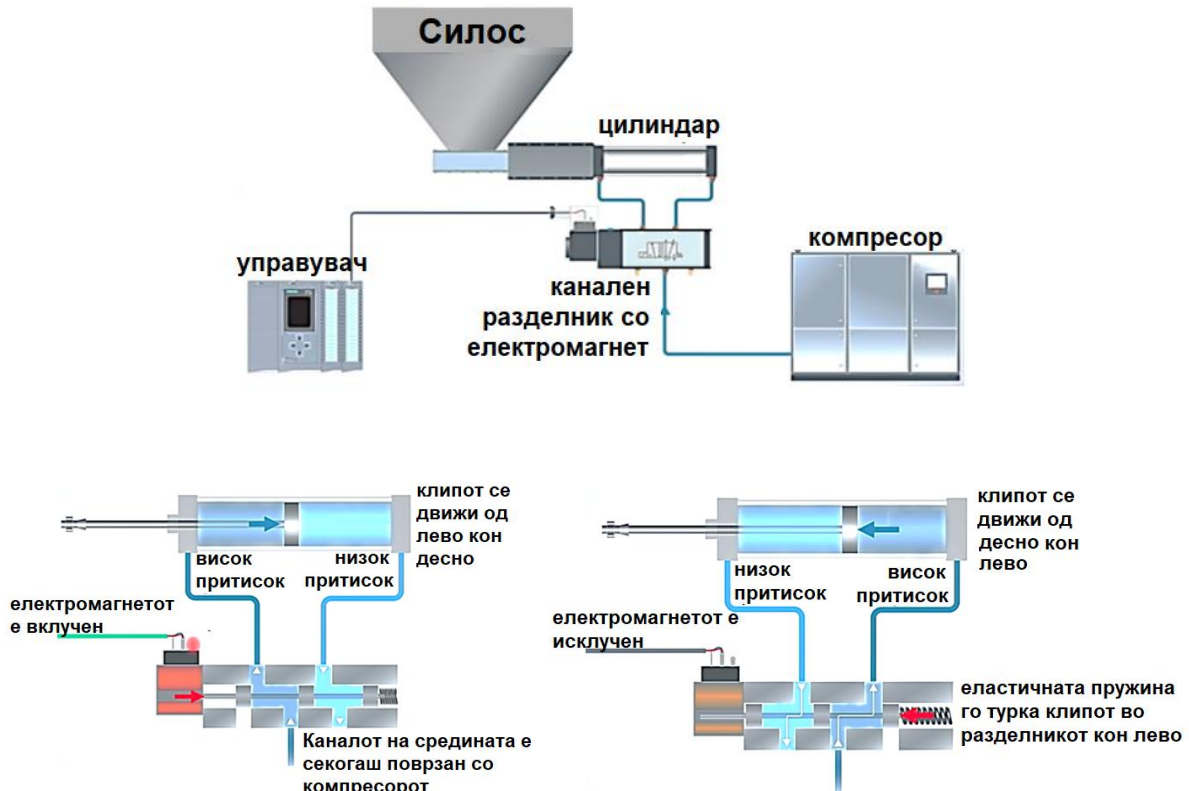 Силос
цилиндар
компресор
управувач
канален
разделник со
електромагнет
клипот се
движи од
лево кон
десно
висок
притисок
низок
притисок
електромагнетот
е вклучен
Каналот на средината е
секогаш поврзан со
компресорот
клипот се
движи од
десно кон
лево
низок
притисок
висок
притисок
електромагнетот е
исклучен
еластичната пружина
го турка клипот во
разделникот кон лево